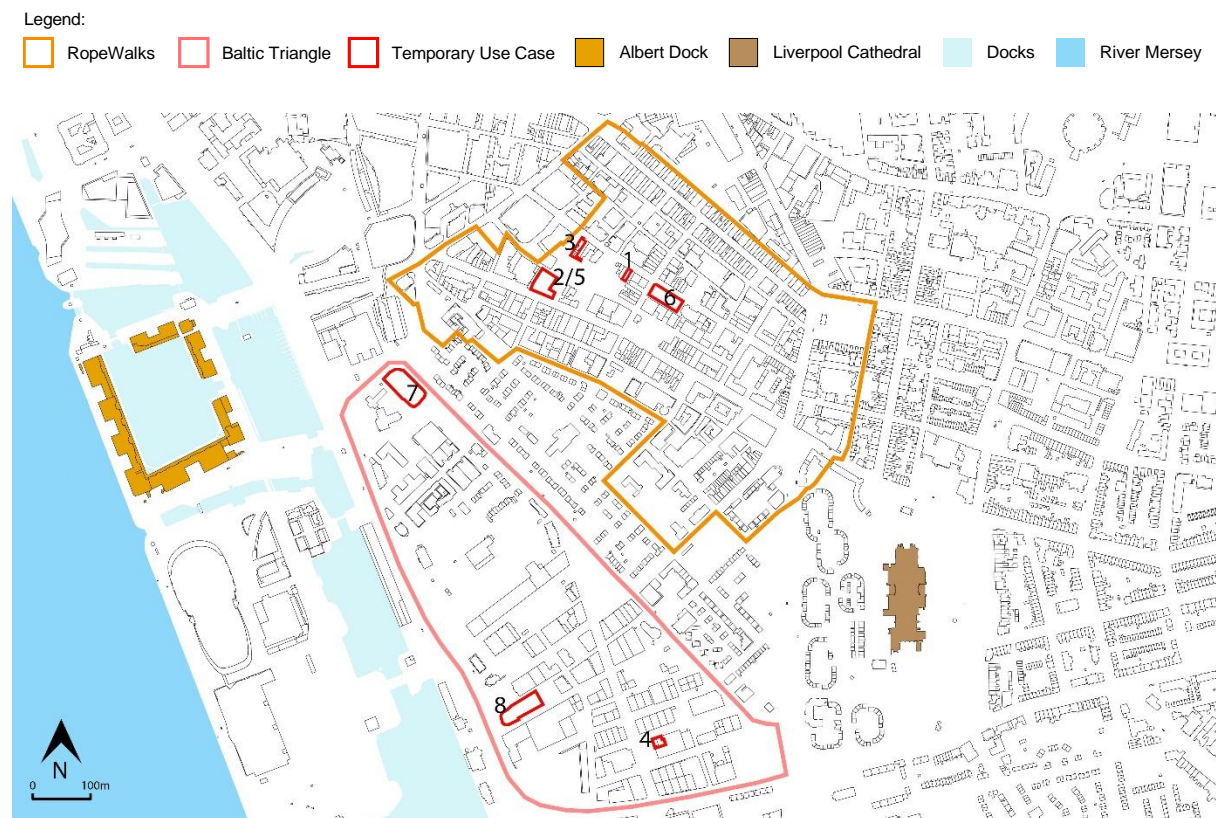 Legend:
RopeWalks Baltic Triangle Temporary Use Case Albert Dock Liverpool Cathedral Docks River Mersey
3
1
2/5
6
7
8
4
N
0 100m